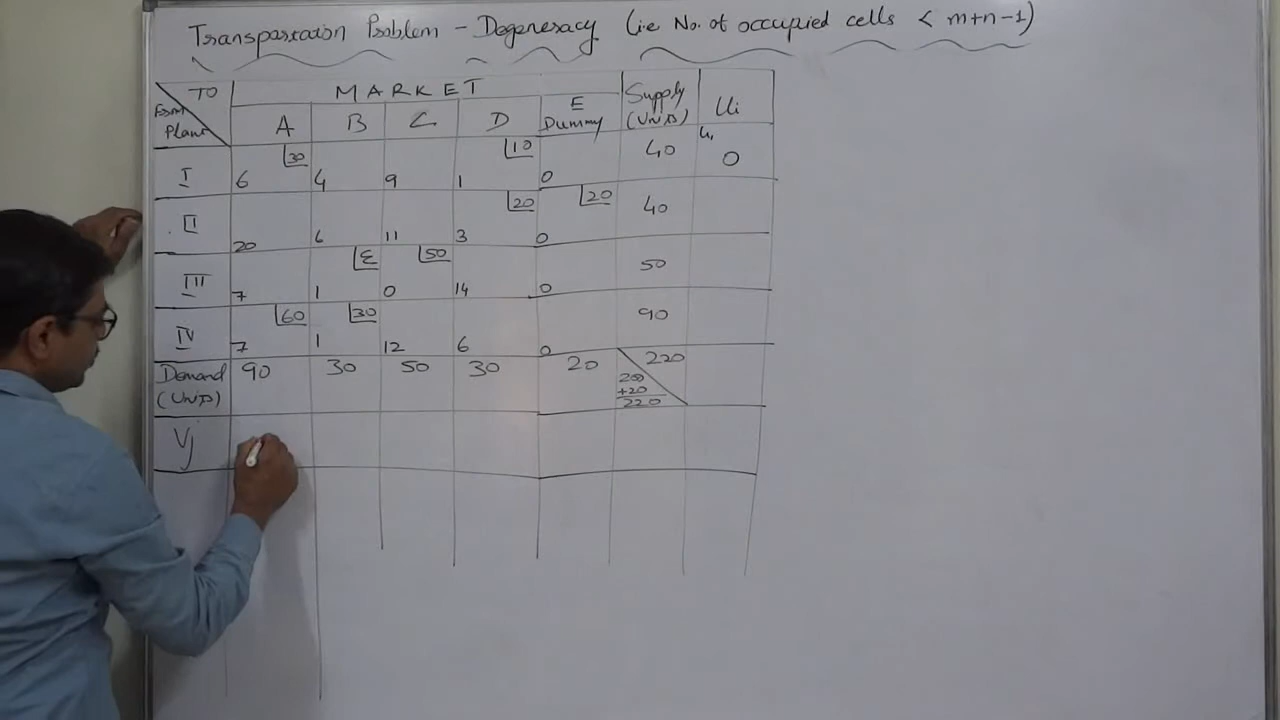 Transportation Problem - Degeneracy (i.e No. of occupied cells < m+n-1)
TO MARKET Supply (Units) Ui
From Plant A B C D E Dummy
I 30 10 40 u1 0
6 4 9 1 0
II 20 20 40
20 6 11 3 0
III ε 50 50
7 1 0 14 0
IV 60 30 90
7 1 12 6 0
Demand (Units) 90 30 50 30 20 220
200
+20
220
Vj